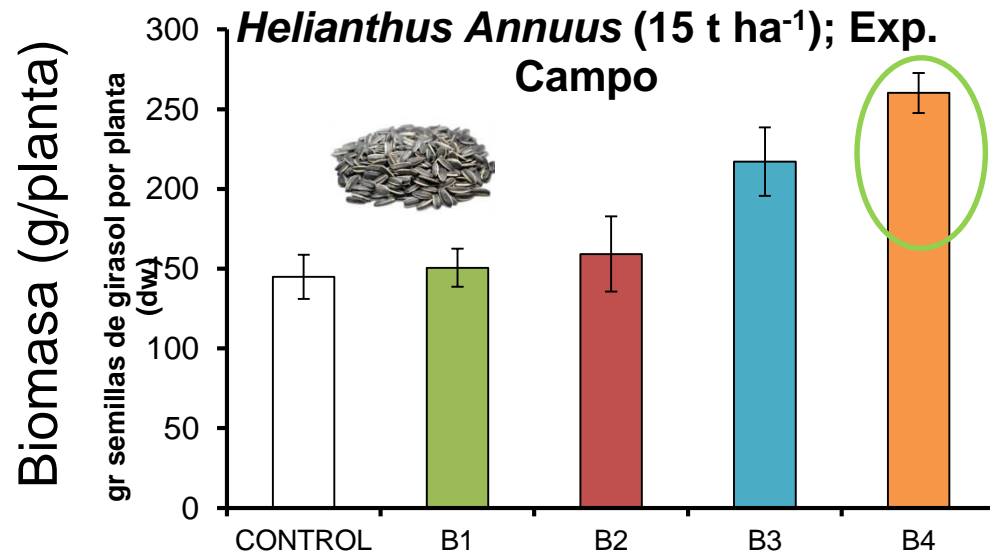 Helianthus Annuus (15 t ha-1); Exp.
Campo
Biomasa (g/planta)
gr semillas de girasol por planta
(dw)
300
250
200
150
100
50
0
CONTROL B1 B2 B3 B4